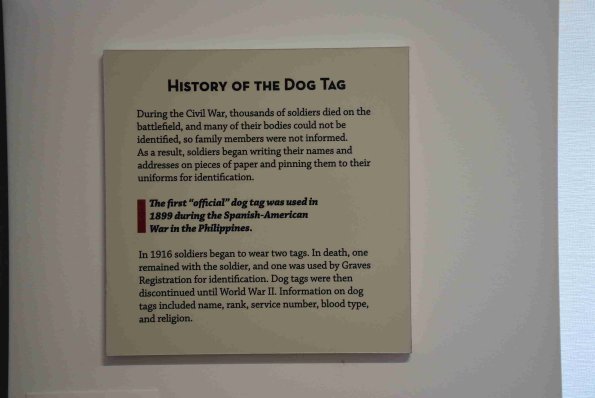 HISTORY OF THE DOG TAG
During the Civil War, thousands of soldiers died on the
battlefield, and many of their bodies could not be
identified, so family members were not informed.
As a result, soldiers began writing their names and
addresses on pieces of paper and pinning them to their
uniforms for identification.
The first “official” dog tag was used in
1899 during the Spanish-American
War in the Philippines.
In 1916 soldiers began to wear two tags. In death, one
remained with the soldier, and one was used by Graves
Registration for identification. Dog tags were then
discontinued until World War II. Information on dog
tags included name, rank, service number, blood type,
and religion.